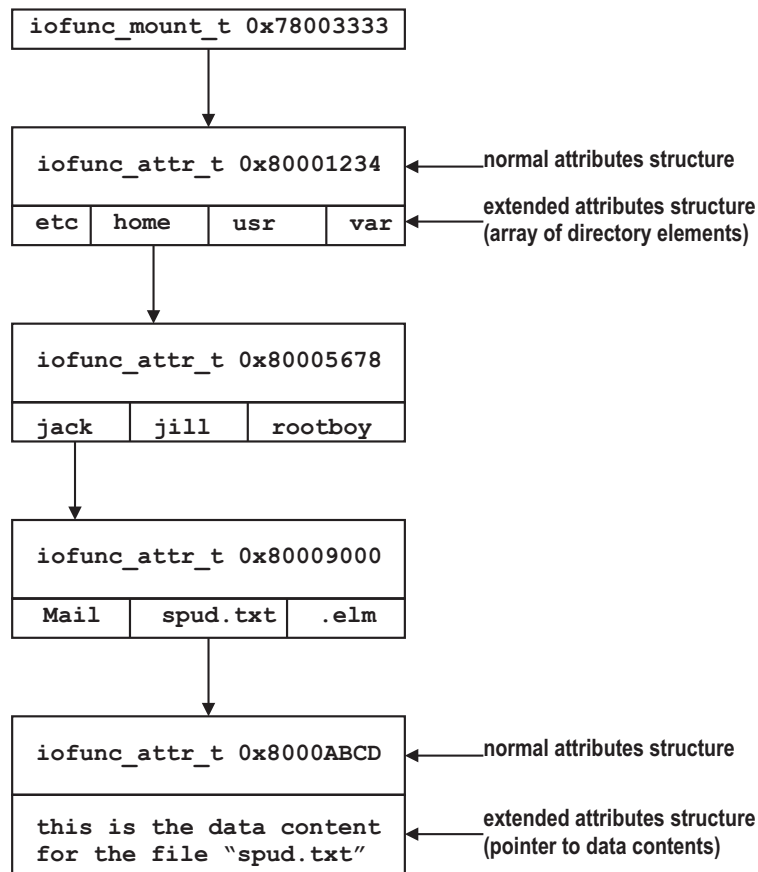 iofunc_mount_t 0x78003333
iofunc_attr_t 0x80001234
normal attributes structure
etc home usr var
extended attributes structure
(array of directory elements)
iofunc_attr_t 0x80005678
jack jill rootboy
iofunc_attr_t 0x80009000
Mail spud.txt .elm
iofunc_attr_t 0x8000ABCD
normal attributes structure
this is the data content
for the file “spud.txt”
extended attributes structure
(pointer to data contents)